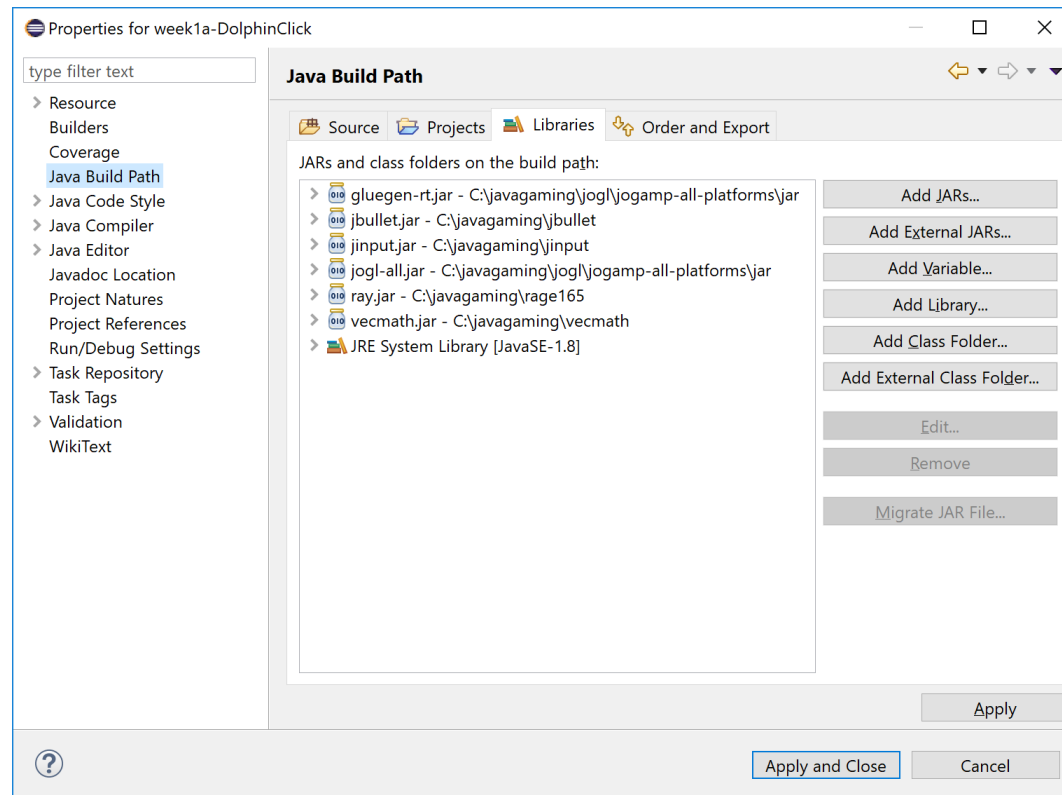 Properties for week1a-DolphinClick
type filter text
Resource
Builders
Coverage
Java Build Path
Java Code Style
Java Compiler
Java Editor
Javadoc Location
Project Natures
Project References
Run/Debug Settings
Task Repository
Task Tags
Validation
WikiText
Java Build Path
Source Projects Libraries Order and Export
JARs and class folders on the build path:
gluegen-rt.jar - C:\javagaming\jogl\jogamp-all-platforms\jar
jbullet.jar - C:\javagaming\jbullet
jinput.jar - C:\javagaming\jinput
jogl-all.jar - C:\javagaming\jogl\jogamp-all-platforms\jar
ray.jar - C:\javagaming\rage165
vecmath.jar - C:\javagaming\vecmath
JRE System Library [JavaSE-1.8]
Add JARs...
Add External JARs...
Add Variable...
Add Library...
Add Class Folder...
Add External Class Folder...
Edit...
Remove
Migrate JAR File...
Apply
Apply and Close Cancel